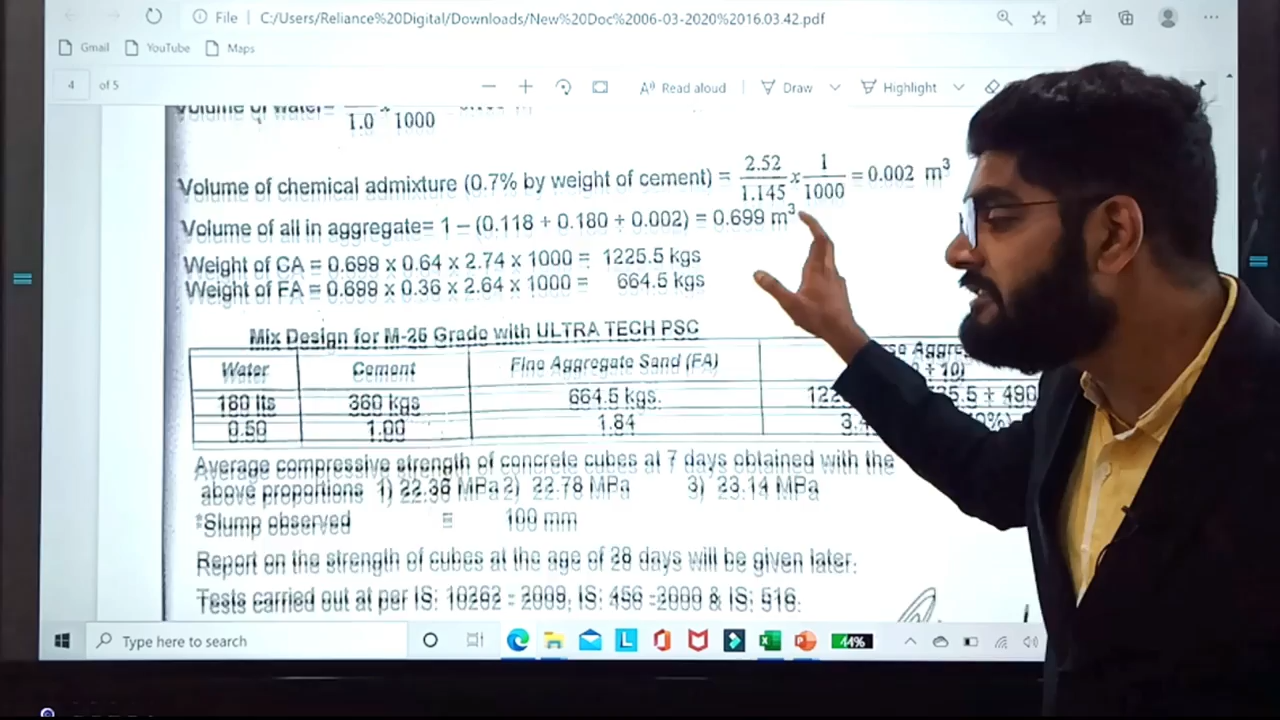 File | C:/Users/Reliance%20Digital/Downloads/New%20Doc%2006-03-2020%2016.03.42.pdf
Gmail YouTube Maps
4 of 5 Read aloud Draw Highlight
Volume of water= 1.0 x 1000
Volume of chemical admixture (0.7% by weight of cement) = 2.52/1.145 x 1/1000 = 0.002 m³
Volume of all in aggregate= 1 – (0.118 + 0.180 + 0.002) = 0.699 m³
Weight of CA = 0.699 x 0.64 x 2.74 x 1000 = 1225.5 kgs
Weight of FA = 0.699 x 0.36 x 2.64 x 1000 = 664.5 kgs
Mix Design for M-25 Grade with ULTRA TECH PSC
Water Cement Fine Aggregate Sand (FA)
180 lts 360 kgs 664.5 kgs.
0.50 1.00 1.84
Average compressive strength of concrete cubes at 7 days obtained with the
above proportions 1) 22.36 MPa 2) 22.78 MPa 3) 23.14 MPa
*Slump observed = 100 mm
Report on the strength of cubes at the age of 28 days will be given later.
Tests carried out at per IS: 10262 – 2009, IS: 456 –2000 & IS: 516.
Type here to search
44%